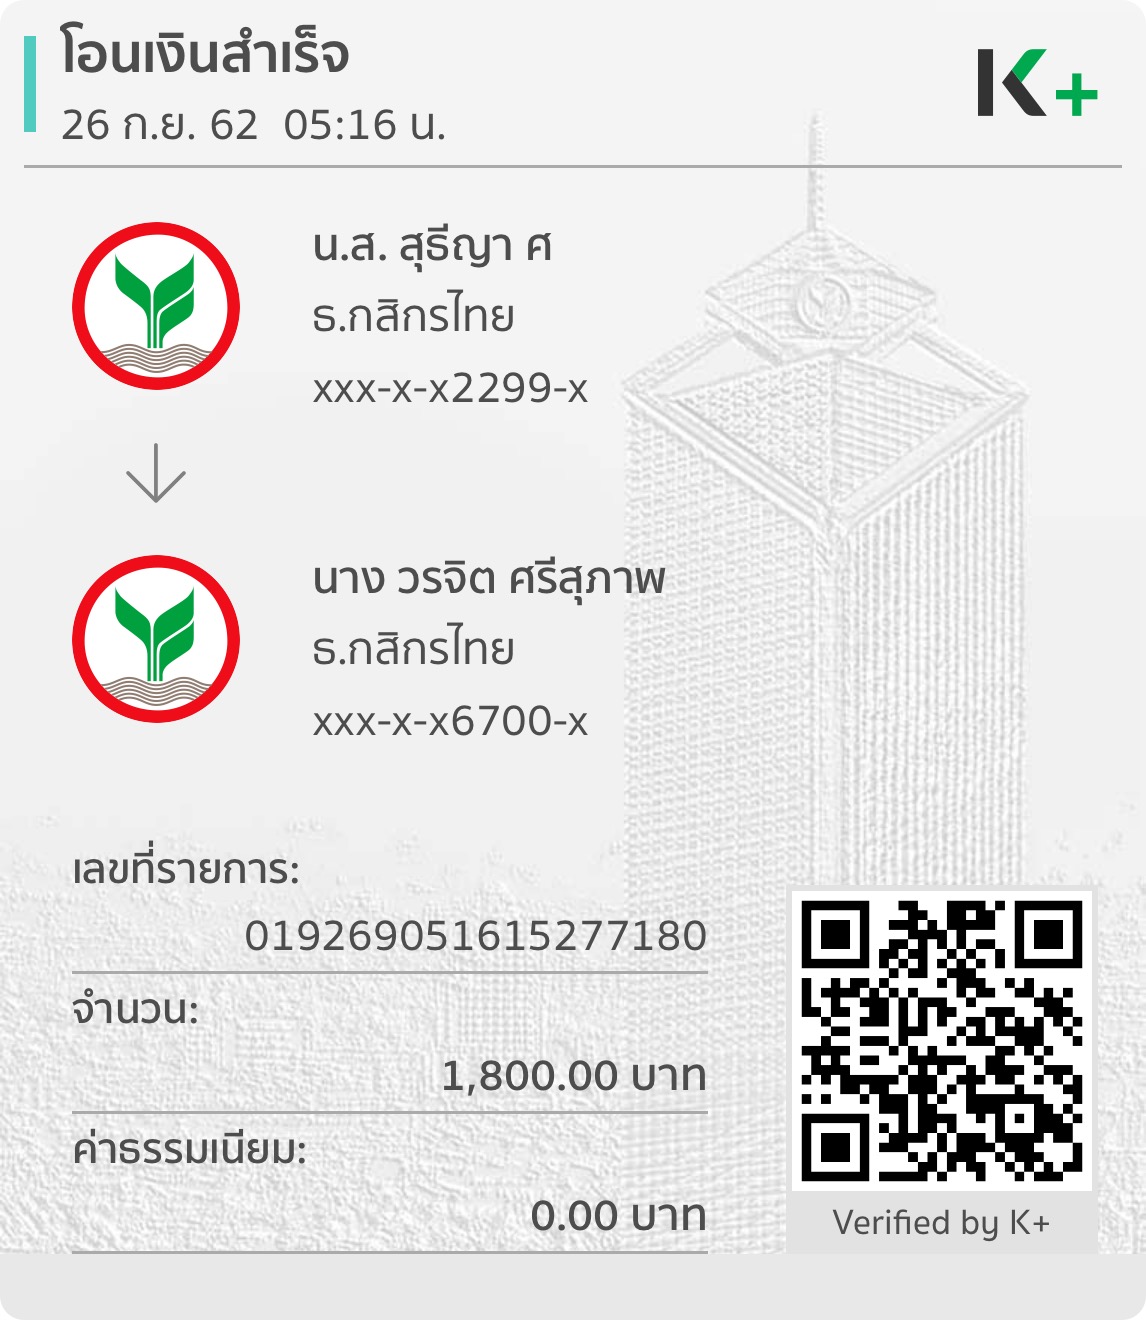 โอนเงินสำเร็จ
26 ก.ย. 62 05:16 น.
K+
น.ส. สุธีญา ศ
ธ.กสิกรไทย
xxx-x-x2299-x
นาง วรจิต ศรีสุภาพ
ธ.กสิกรไทย
xxx-x-x6700-x
เลขที่รายการ:
019269051615277180
จำนวน:
1,800.00 บาท
ค่าธรรมเนียม:
0.00 บาท
Verified by K+